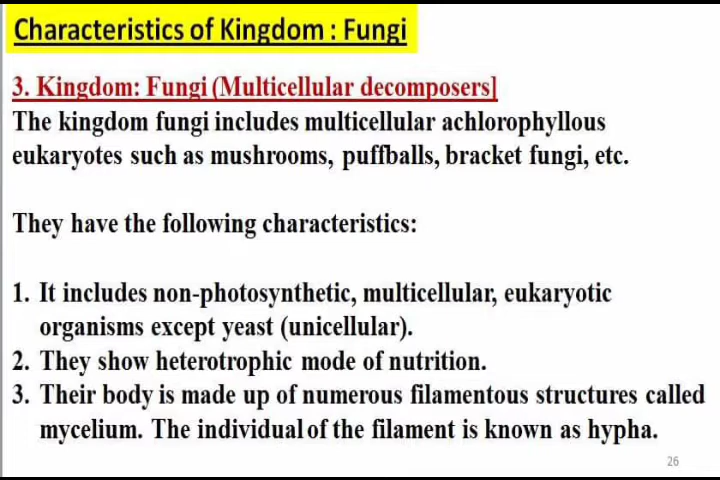 Characteristics of Kingdom : Fungi
3. Kingdom: Fungi (Multicellular decomposers]
The kingdom fungi includes multicellular achlorophyllous
eukaryotes such as mushrooms, puffballs, bracket fungi, etc.
They have the following characteristics:
1. It includes non-photosynthetic, multicellular, eukaryotic
organisms except yeast (unicellular).
2. They show heterotrophic mode of nutrition.
3. Their body is made up of numerous filamentous structures called
mycelium. The individual of the filament is known as hypha.
26